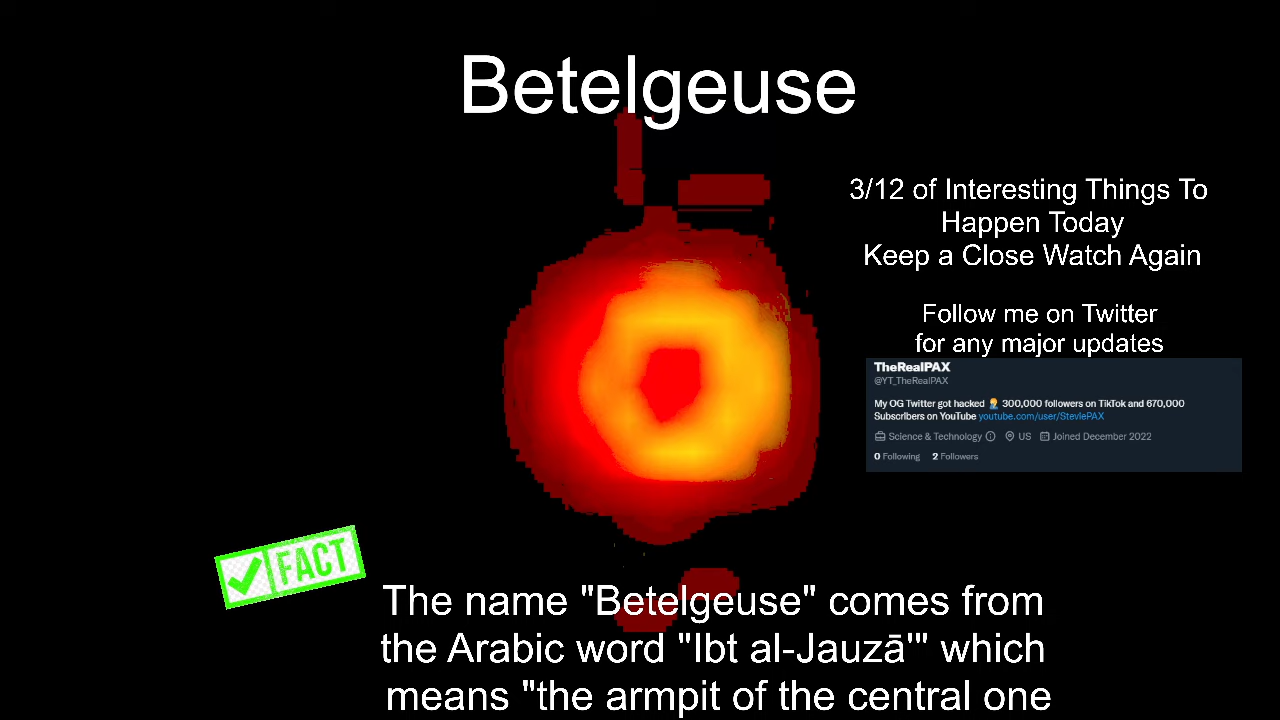 Betelgeuse
3/12 of Interesting Things To
Happen Today
Keep a Close Watch Again
Follow me on Twitter
for any major updates
TheRealPAX
@YT_TheRealPAX
My OG Twitter got hacked 🤦 300,000 followers on TikTok and 670,000
Subscribers on YouTube youtube.com/user/SteviePAX
Science & Technology US Joined December 2022
0 Following 2 Followers
FACT
The name "Betelgeuse" comes from
the Arabic word "Ibt al-Jauzā'" which
means "the armpit of the central one